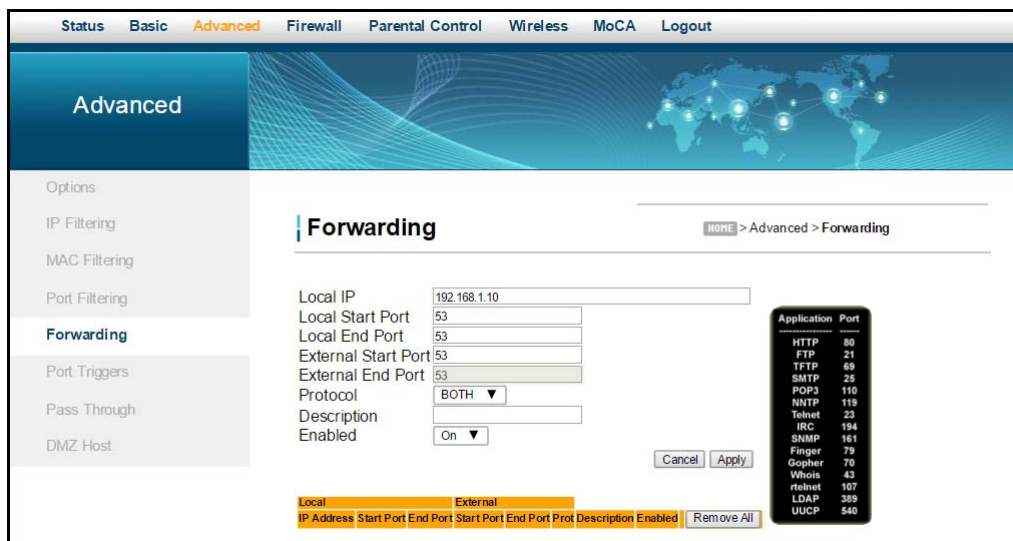 Status Basic Advanced Firewall Parental Control Wireless MoCA Logout
Advanced
Options
IP Filtering
MAC Filtering
Port Filtering
Forwarding
Port Triggers
Pass Through
DMZ Host
Forwarding
HOME > Advanced > Forwarding
Local IP 192.168.1.10
Local Start Port 53
Local End Port 53
External Start Port 53
External End Port 53
Protocol BOTH ▼
Description
Enabled On ▼
Cancel Apply
Application Port
---------------- ------
HTTP 80
FTP 21
TFTP 69
SMTP 25
POP3 110
NNTP 119
Telnet 23
IRC 194
SNMP 161
Finger 79
Gopher 70
Whois 43
rtelnet 107
LDAP 389
UUCP 540
Local External
IP Address Start Port End Port Start Port End Port Prot Description Enabled Remove All